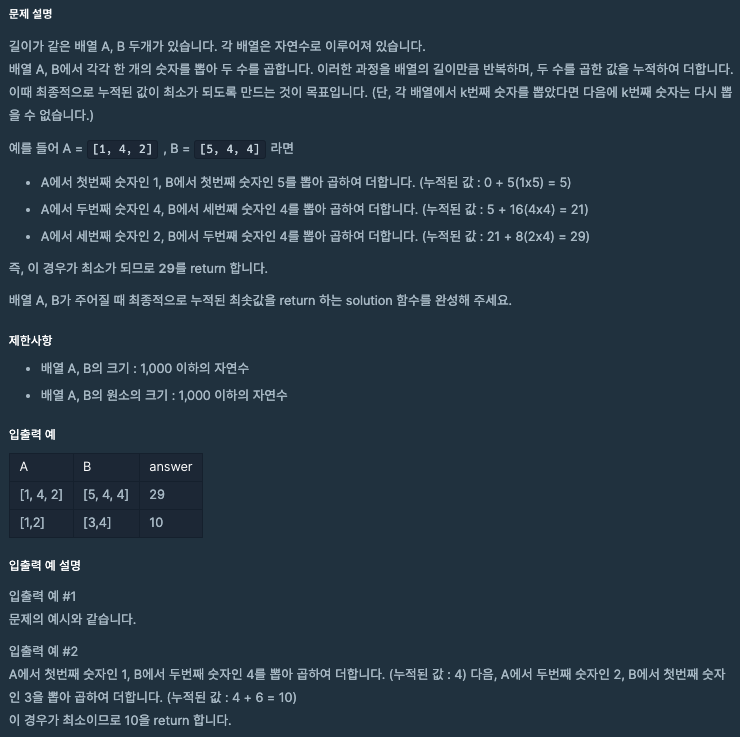 문제 설명
길이가 같은 배열 A, B 두개가 있습니다. 각 배열은 자연수로 이루어져 있습니다.
배열 A, B에서 각각 한 개의 숫자를 뽑아 두 수를 곱합니다. 이러한 과정을 배열의 길이만큼 반복하며, 두 수를 곱한 값을 누적하여 더합니다.
이때 최종적으로 누적된 값이 최소가 되도록 만드는 것이 목표입니다. (단, 각 배열에서 k번째 숫자를 뽑았다면 다음에 k번째 숫자는 다시 뽑
을 수 없습니다.)
예를 들어 A = [1, 4, 2] , B = [5, 4, 4] 라면
• A에서 첫번째 숫자인 1, B에서 첫번째 숫자인 5를 뽑아 곱하여 더합니다. (누적된 값 : 0 + 5(1x5) = 5)
• A에서 두번째 숫자인 4, B에서 세번째 숫자인 4를 뽑아 곱하여 더합니다. (누적된 값 : 5 + 16(4x4) = 21)
• A에서 세번째 숫자인 2, B에서 두번째 숫자인 4를 뽑아 곱하여 더합니다. (누적된 값 : 21 + 8(2x4) = 29)
즉, 이 경우가 최소가 되므로 29를 return 합니다.
배열 A, B가 주어질 때 최종적으로 누적된 최솟값을 return 하는 solution 함수를 완성해 주세요.
제한사항
• 배열 A, B의 크기 : 1,000 이하의 자연수
• 배열 A, B의 원소의 크기 : 1,000 이하의 자연수
입출력 예
A B answer
[1, 4, 2] [5, 4, 4] 29
[1,2] [3,4] 10
입출력 예 설명
입출력 예 #1
문제의 예시와 같습니다.
입출력 예 #2
A에서 첫번째 숫자인 1, B에서 두번째 숫자인 4를 뽑아 곱하여 더합니다. (누적된 값 : 4) 다음, A에서 두번째 숫자인 2, B에서 첫번째 숫자
인 3을 뽑아 곱하여 더합니다. (누적된 값 : 4 + 6 = 10)
이 경우가 최소이므로 10을 return 합니다.